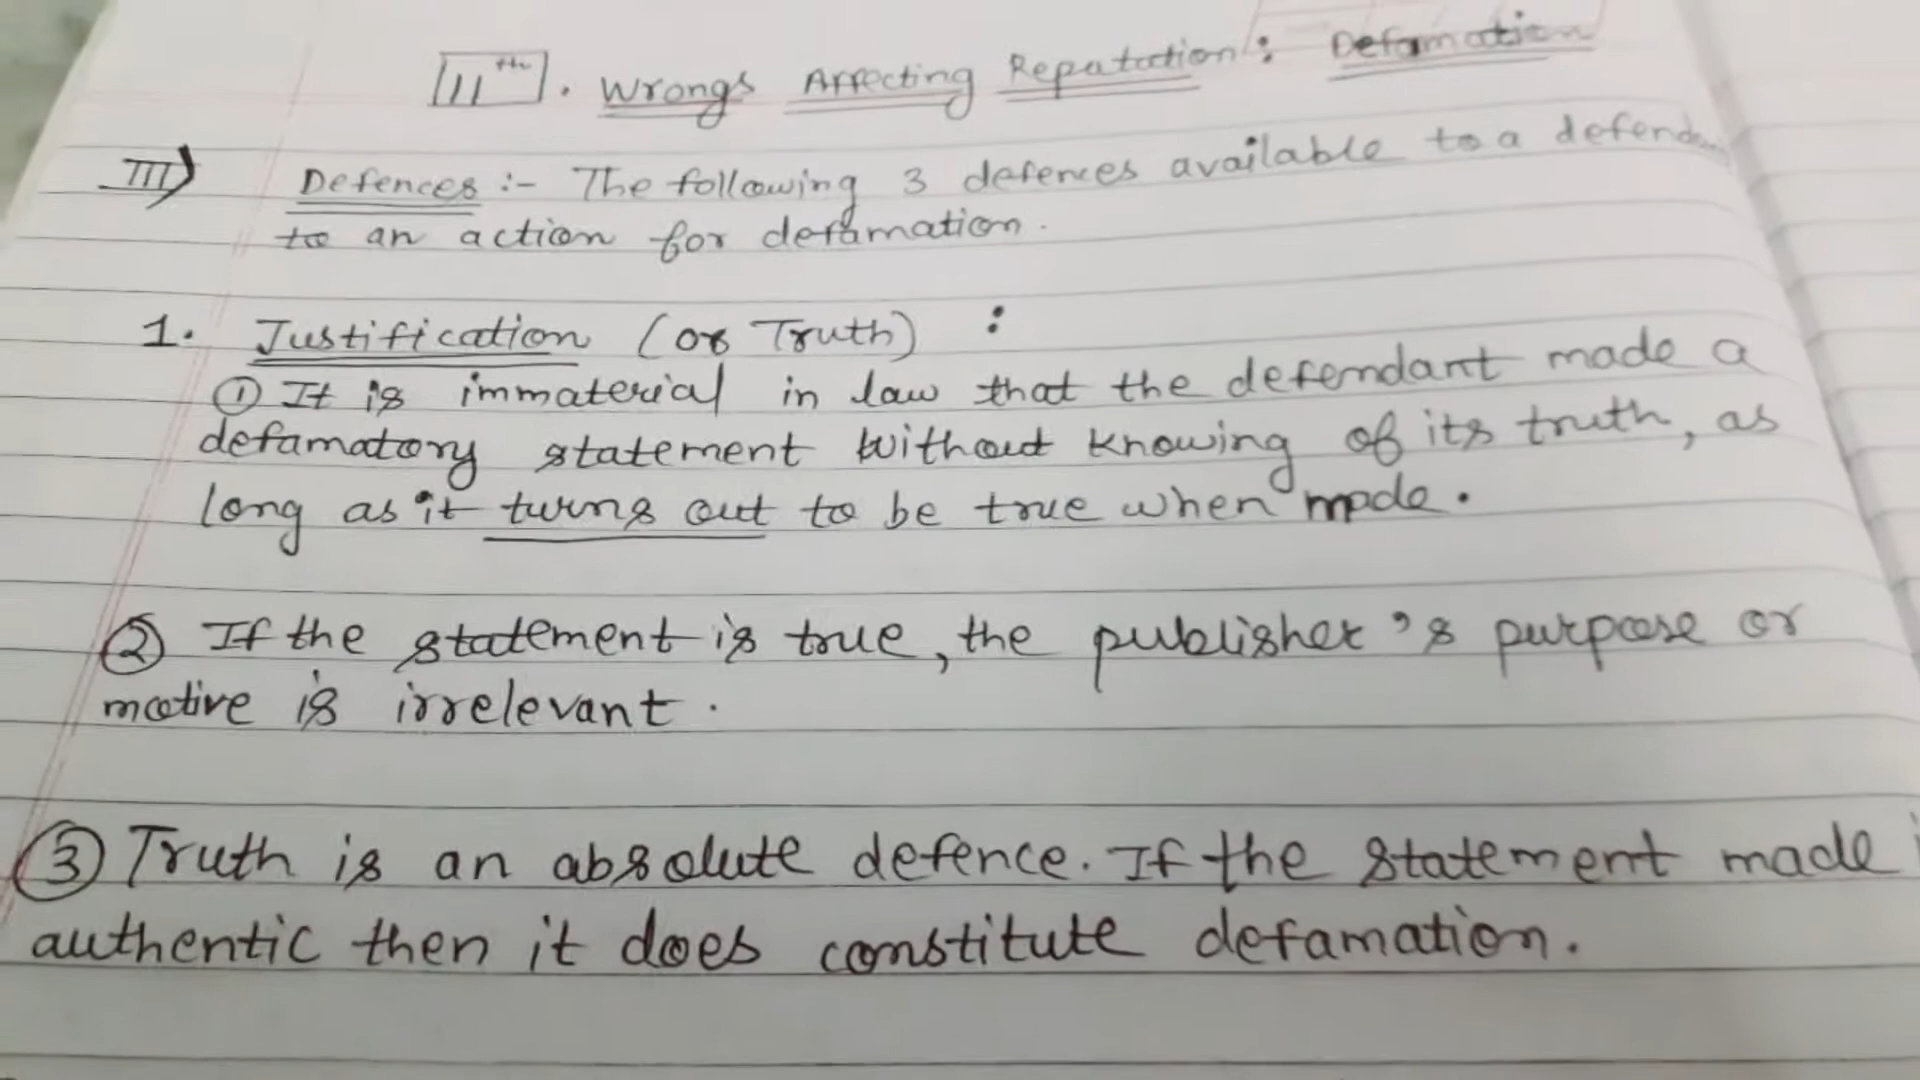 11th. Wrongs Affecting Reputation: Defamation
III) Defences :- The following 3 defences available to a
to an action for defamation.
1. Justification (or Truth) :
① It is immaterial in law that the defendant made a
defamatory statement without knowing of its truth, as
long as it turns out to be true when made.
② If the statement is true, the publisher's purpose or
motive is irrelevant.
③ Truth is an absolute defence. If the statement made
authentic then it does constitute defamation.